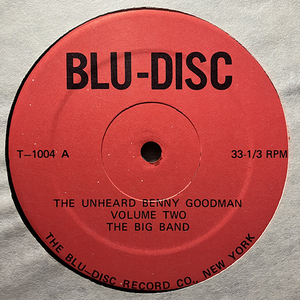 BLU-DISC
T-1004 A
33-1/3 RPM
THE UNHEARD BENNY GOODMAN
VOLUME TWO
THE BIG BAND
THE BLU-DISC RECORD CO. NEW YORK